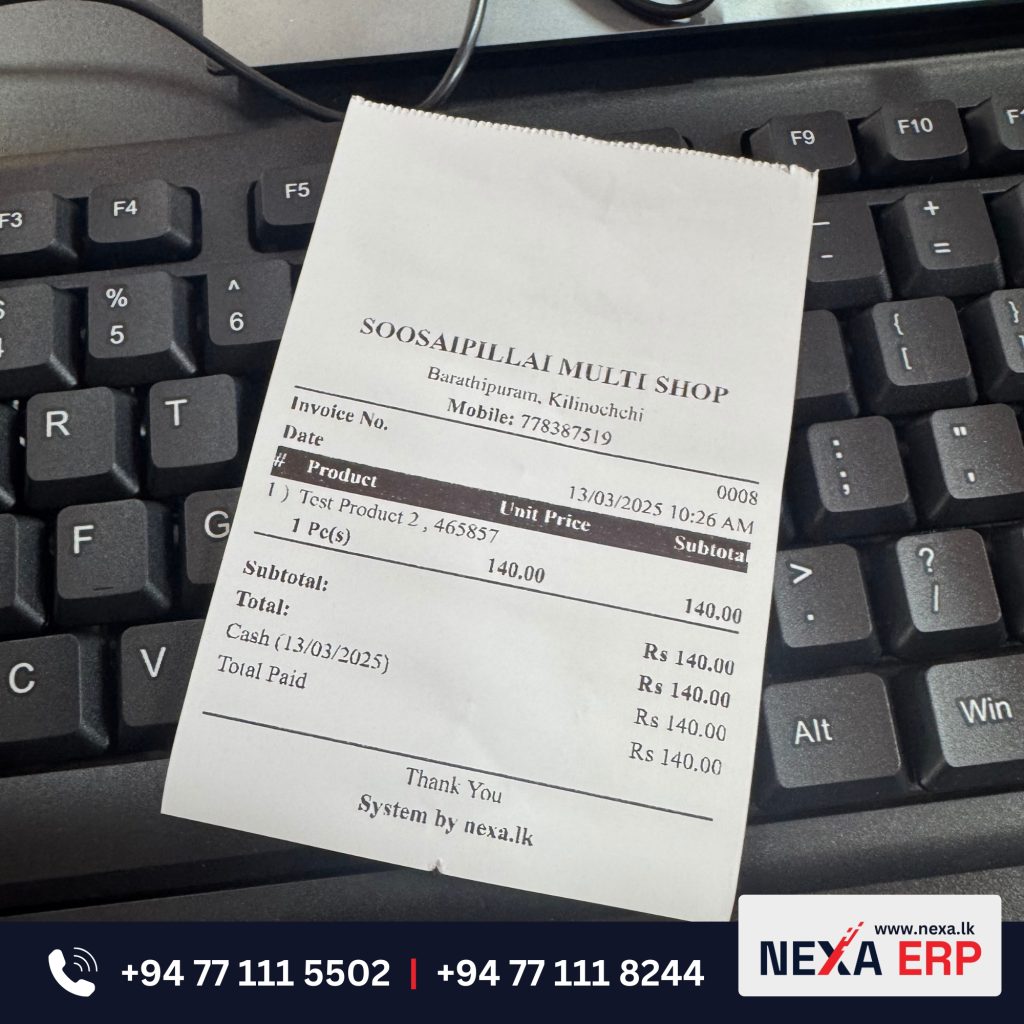 F3
F4
F5
F9
F10
%
5
^
6
+
=
-
{
[
R
T
:
;
"
,
F
G
?
/
>
.
C
V
Alt
Win
SOOSAIPILLAI MULTI SHOP
Barathipuram, Kilinochchi
Mobile: 778387519
Invoice No. 0008
Date 13/03/2025 10:26 AM
# Product Unit Price Subtotal
1 ) Test Product 2 , 465857
1 Pc(s) 140.00 140.00
Subtotal: Rs 140.00
Total: Rs 140.00
Cash (13/03/2025) Rs 140.00
Total Paid Rs 140.00
Thank You
System by nexa.lk
+94 77 111 5502 | +94 77 111 8244
www.nexa.lk
NEXA ERP